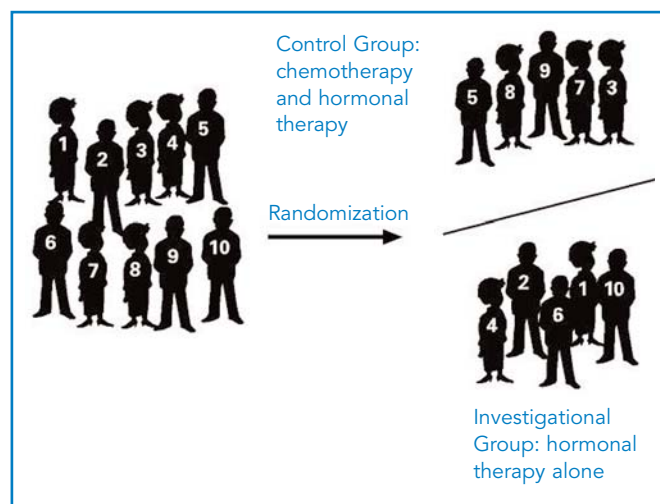 Control Group:
chemotherapy
and hormonal
therapy
1
2
3
4
5
6
7
8
9
10
Randomization
5
8
9
7
3
4
2
6
1
10
Investigational
Group: hormonal
therapy alone